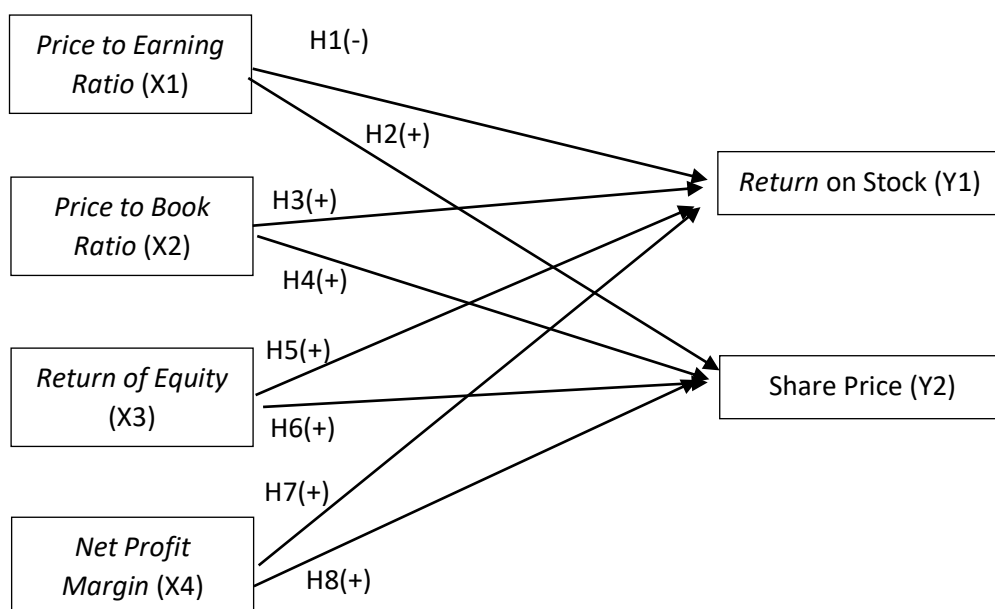 Price to Earning
Ratio (X1)
H1(-)
H2(+)
Return on Stock (Y1)
Price to Book
Ratio (X2)
H3(+)
H4(+)
Return of Equity
(X3)
H5(+)
H6(+)
Share Price (Y2)
H7(+)
Net Profit
Margin (X4)
H8(+)